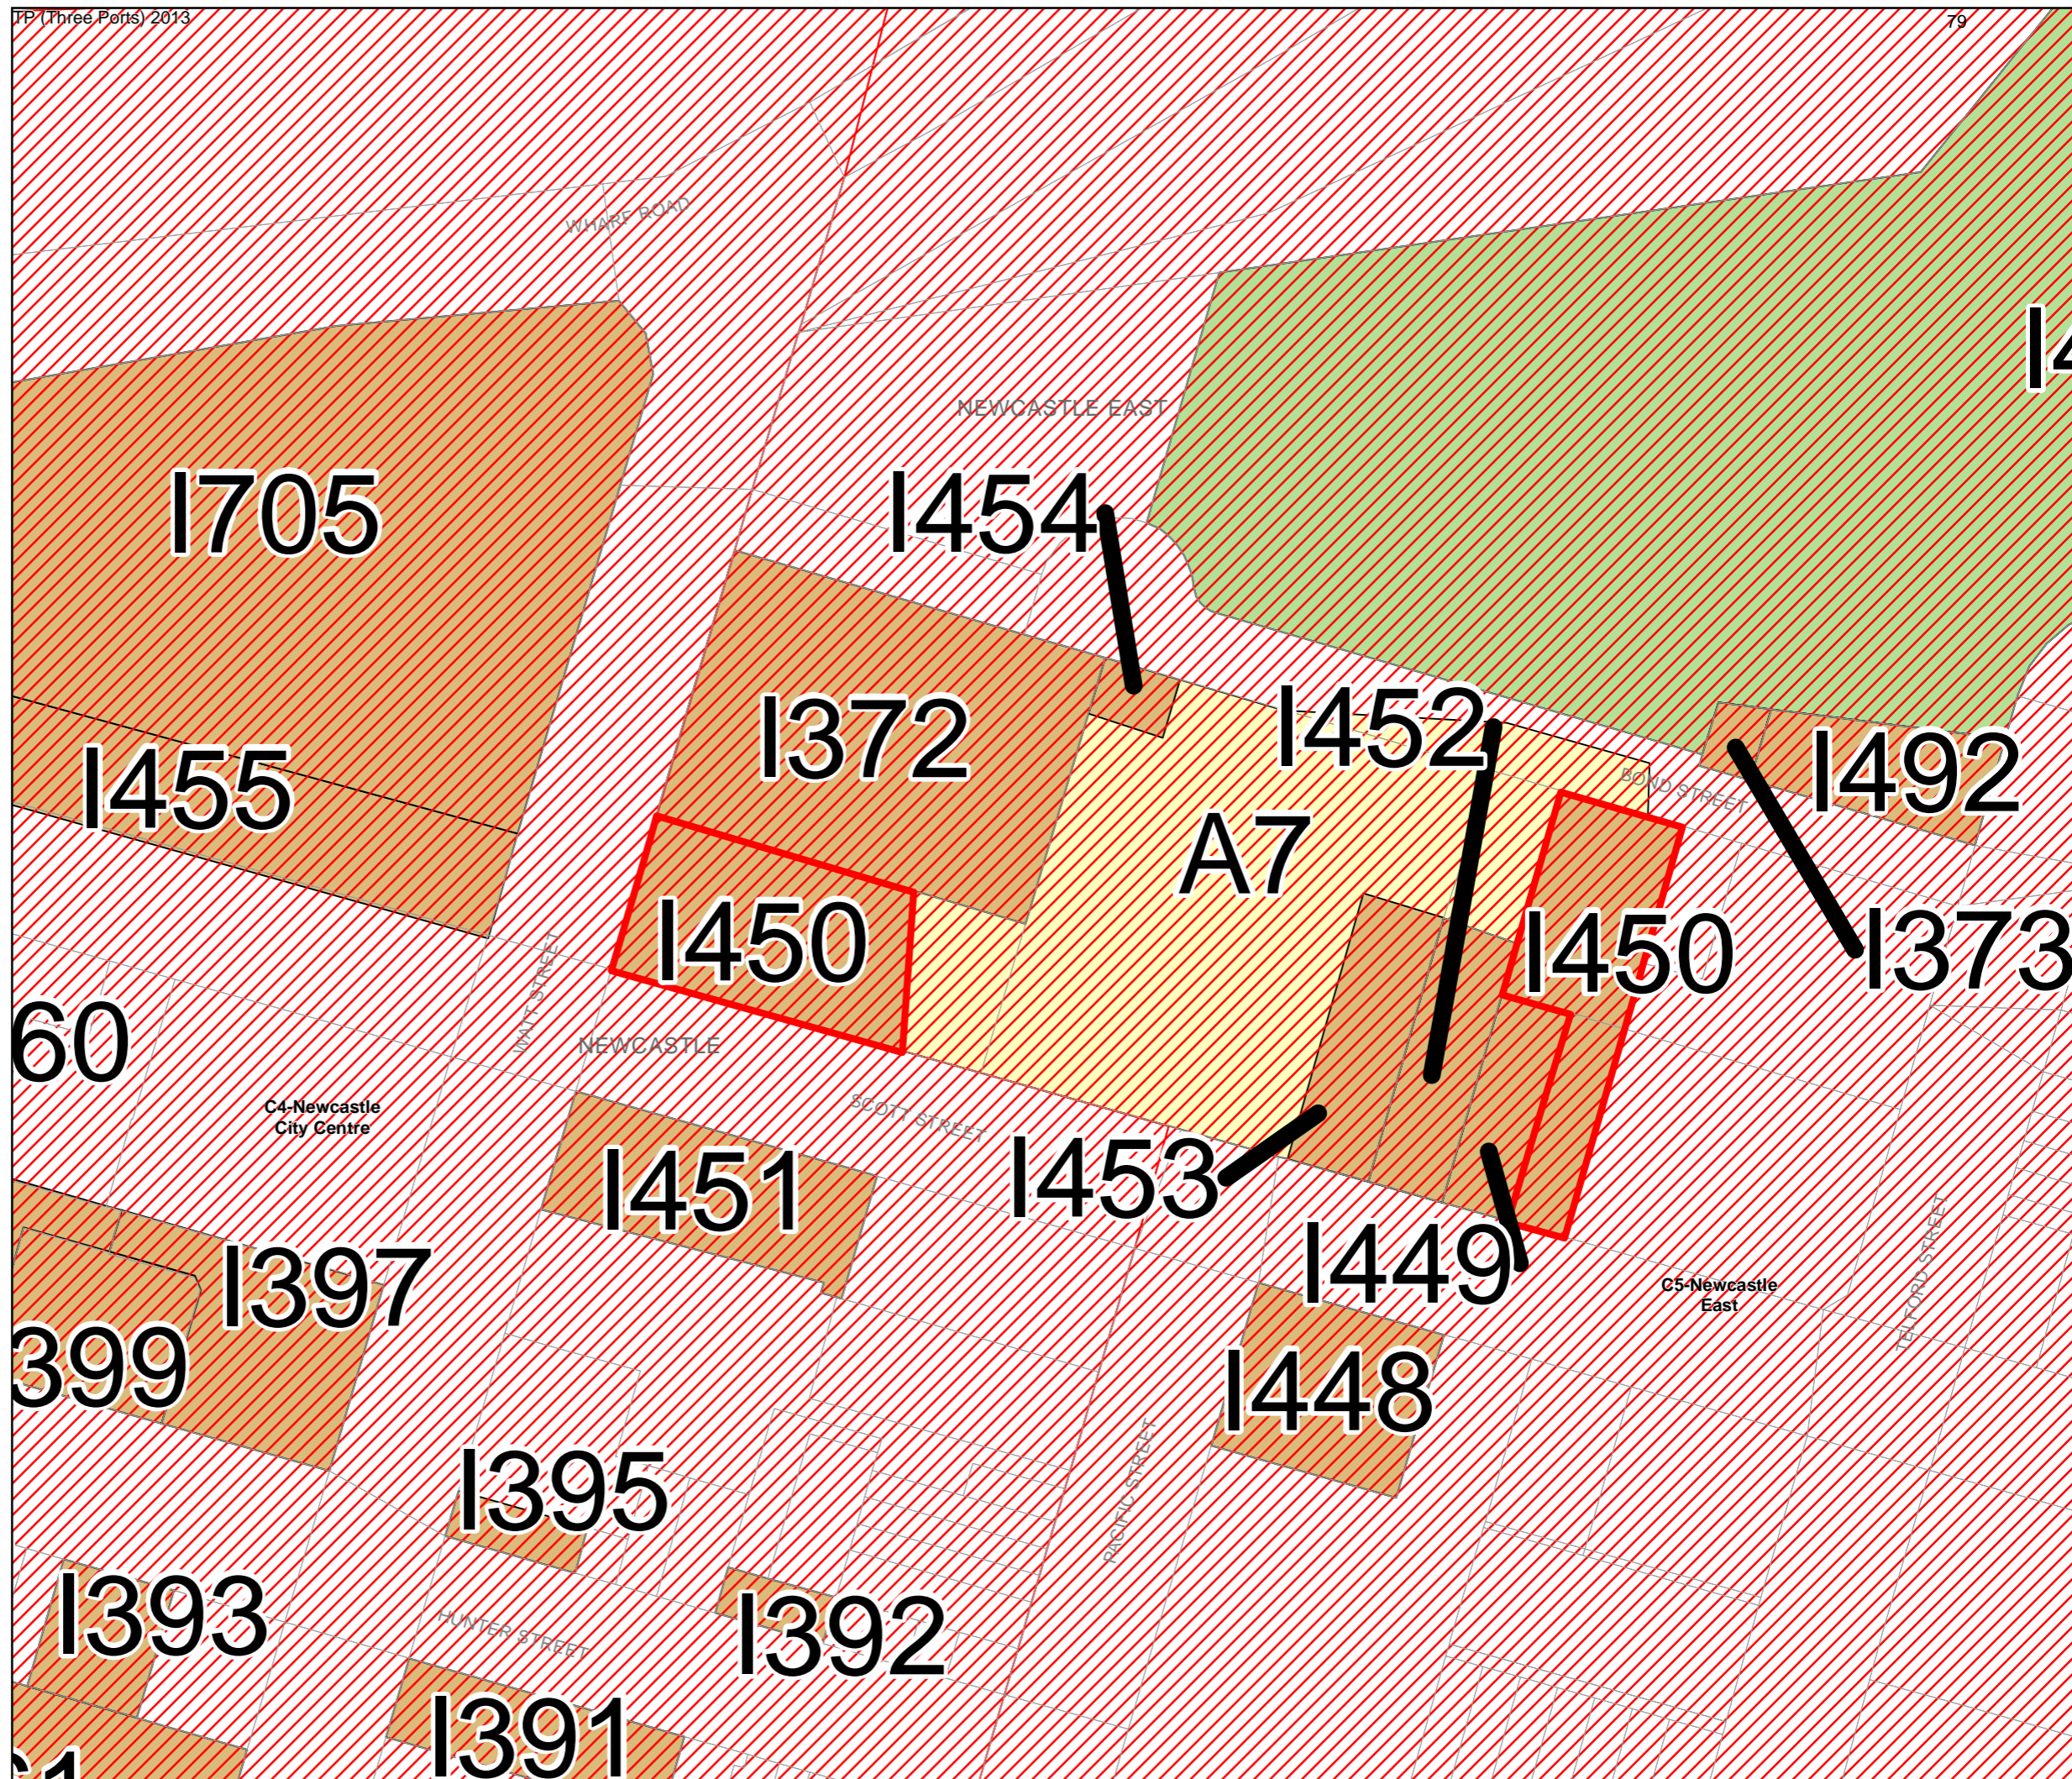 TP (Three Ports) 2013
79
WHARF ROAD
I4
NEWCASTLE EAST
I705
I454
I372
I452
I455
BOND STREET
I492
A7
I450
I450
I373
WATT STREET
60
NEWCASTLE
C4-Newcastle
City Centre
SCOTT STREET
I451
I453
I449
TELFORD STREET
I397
C5-Newcastle
East
399
I448
I395
PACIFIC STREET
I393
HUNTER STREET
I392
I391
61